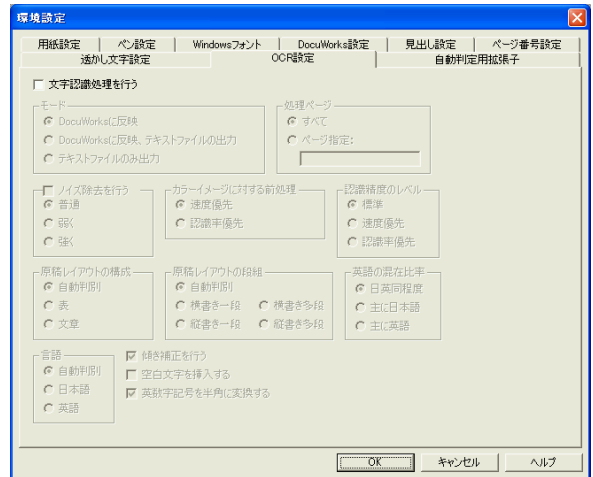 環境設定
用紙設定 ペン設定 Windowsフォント DocuWorks設定 見出し設定 ページ番号設定
透かし文字設定 OCR設定 自動判定用拡張子
文字認識処理を行う
モード 処理ページ
DocuWorksに反映 すべて
DocuWorksに反映、テキストファイルの出力 ページ指定:
テキストファイルのみ出力
ノイズ除去を行う カラーイメージに対する前処理 認識精度のレベル
普通 速度優先 標準
弱く 認識率優先 速度優先
強く 認識率優先
原稿レイアウトの構成 原稿レイアウトの段組 英語の混在比率
自動判別 自動判別 日英同程度
表 横書き一段 横書き多段 主に日本語
文章 縦書き一段 縦書き多段 主に英語
言語 傾き補正を行う
自動判別 空白文字を挿入する
日本語 英数字記号を半角に変換する
英語
OK キャンセル ヘルプ